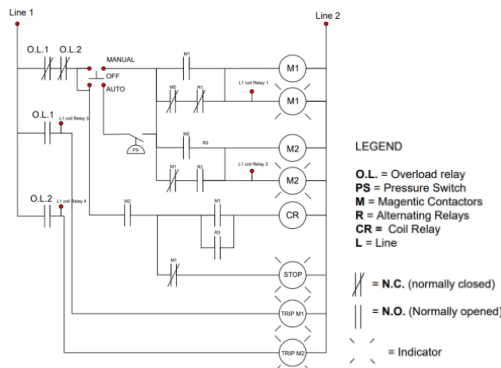 Line 1
Line 2
O.L.1
O.L.2
MANUAL
OFF
AUTO
M1
M1
M2
R1
L1 coil Relay 1
M1
O.L.1
L1 coil Relay 3
PS
M2
R3
M2
M1
R2
L1 coil Relay 2
M2
O.L.2
L1 coil Relay 4
M2
M1
R3
CR
M1
STOP
TRIP M1
TRIP M2
LEGEND
O.L. = Overload relay
PS = Pressure Switch
M = Magentic Contactors
R = Alternating Relays
CR = Coil Relay
L = Line
= N.C. (normally closed)
= N.O. (Normally opened)
= Indicator